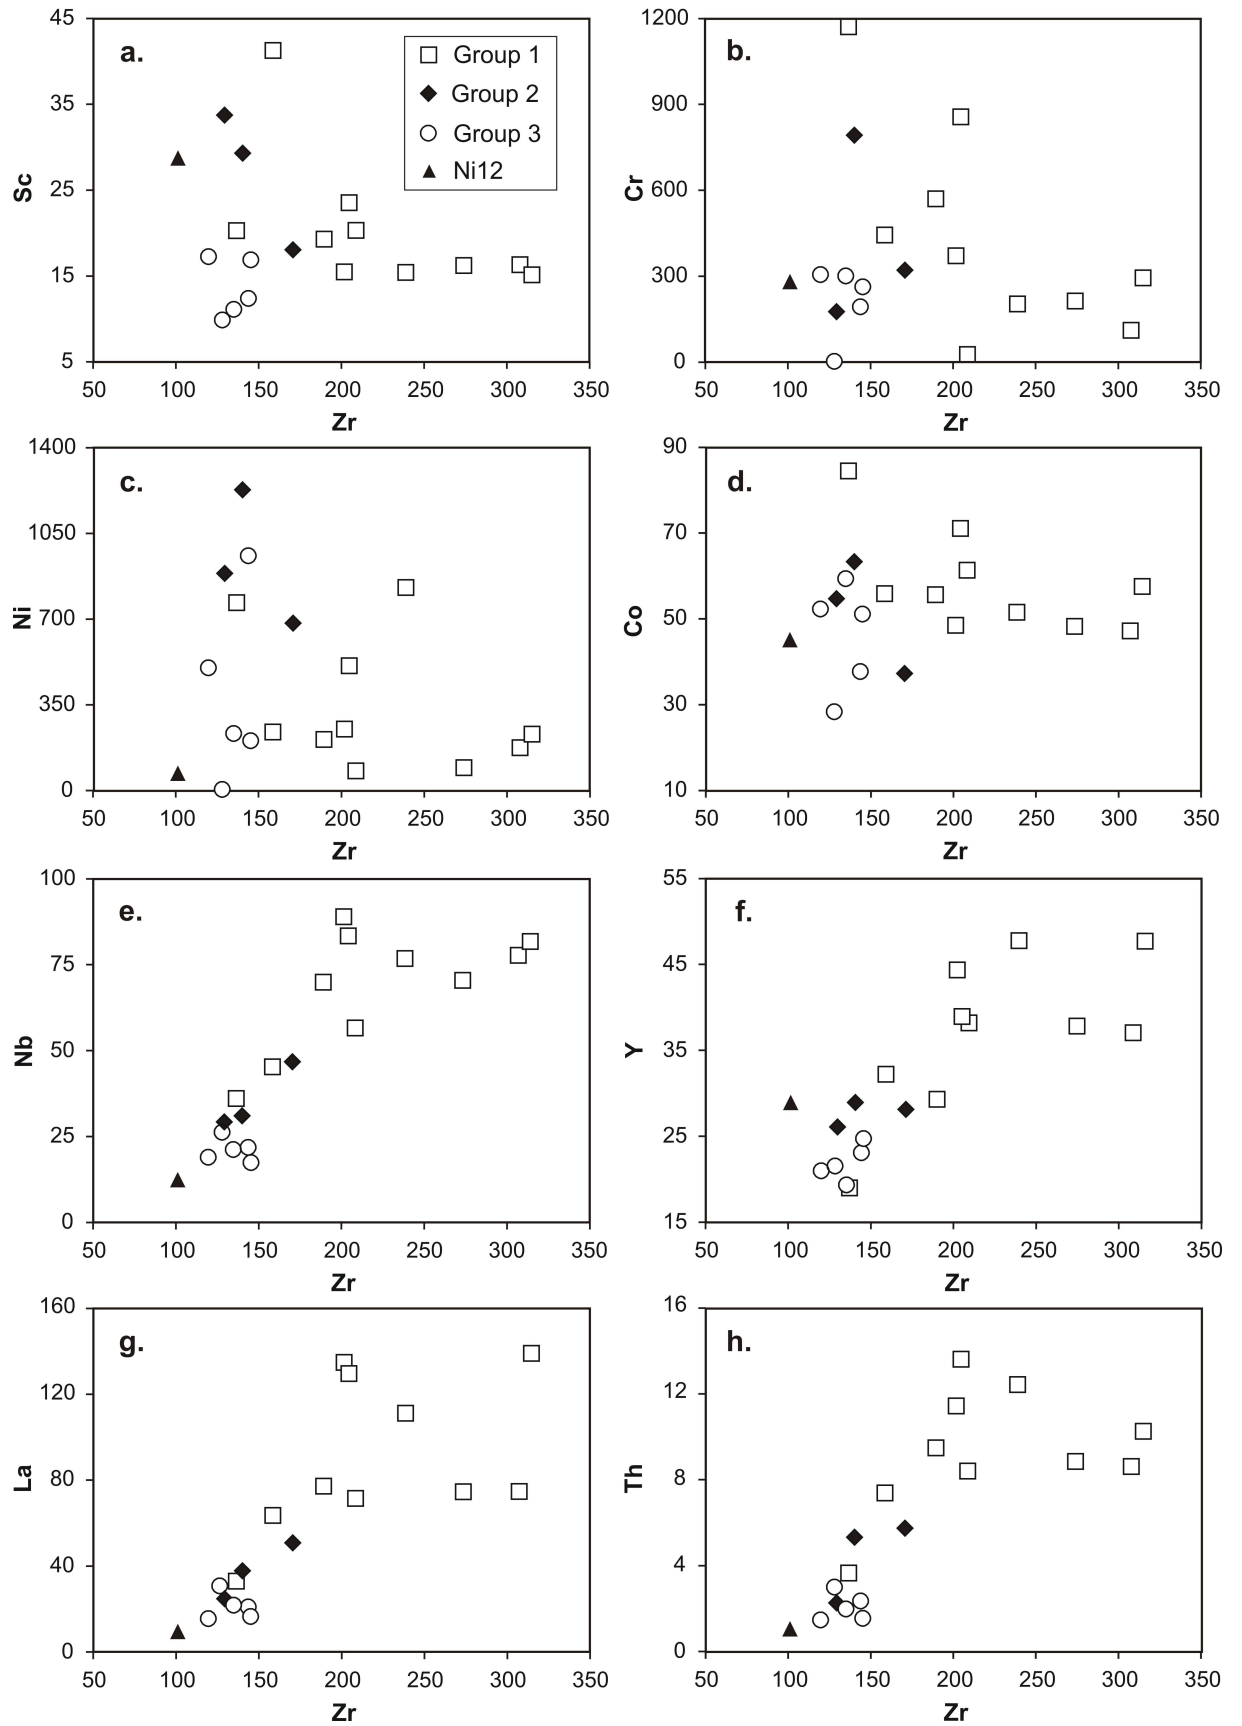 a.
Group 1
Group 2
Group 3
Ni12
45
35
25
15
5
Sc
50 100 150 200 250 300 350
Zr
b.
1200
900
600
300
0
Cr
50 100 150 200 250 300 350
Zr
c.
1400
1050
700
350
0
Ni
50 100 150 200 250 300 350
Zr
d.
90
70
50
30
10
Co
50 100 150 200 250 300 350
Zr
e.
100
75
50
25
0
Nb
50 100 150 200 250 300 350
Zr
f.
55
45
35
25
15
Y
50 100 150 200 250 300 350
Zr
g.
160
120
80
40
0
La
50 100 150 200 250 300 350
Zr
h.
16
12
8
4
0
Th
50 100 150 200 250 300 350
Zr